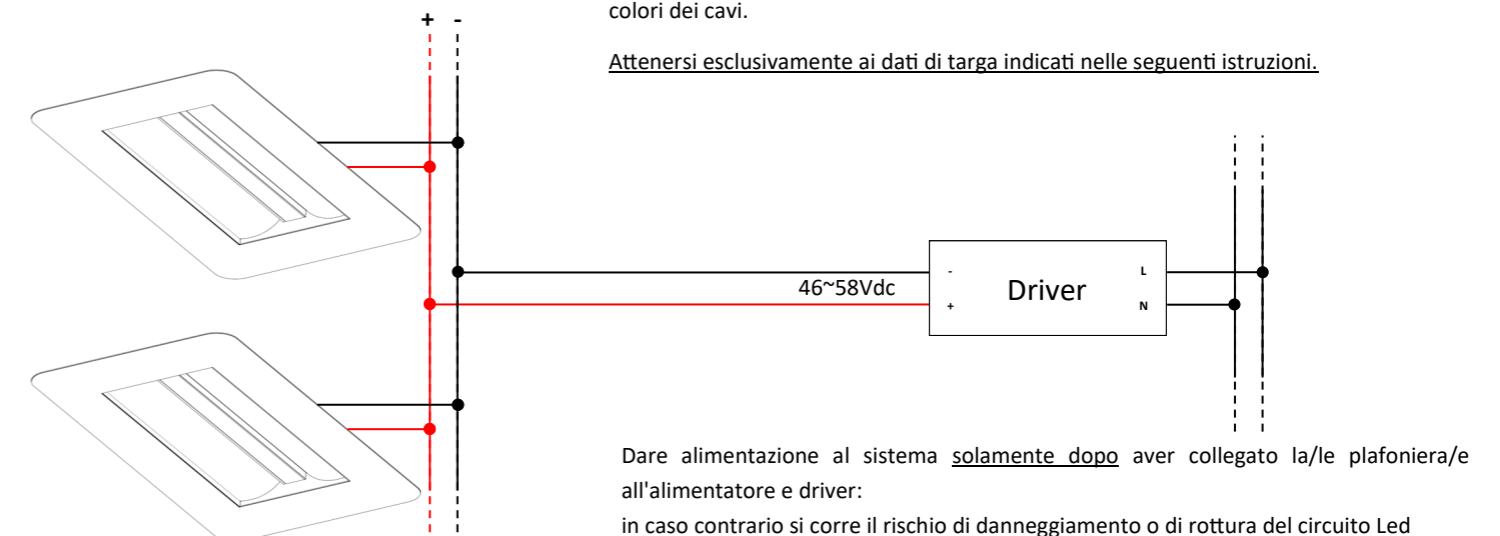 colori dei cavi.
+ -
Attenersi esclusivamente ai dati di targa indicati nelle seguenti istruzioni.
- L
46~58Vdc Driver
+ N
Dare alimentazione al sistema solamente dopo aver collegato la/le plafoniera/e
all'alimentatore e driver:
in caso contrario si corre il rischio di danneggiamento o di rottura del circuito Led